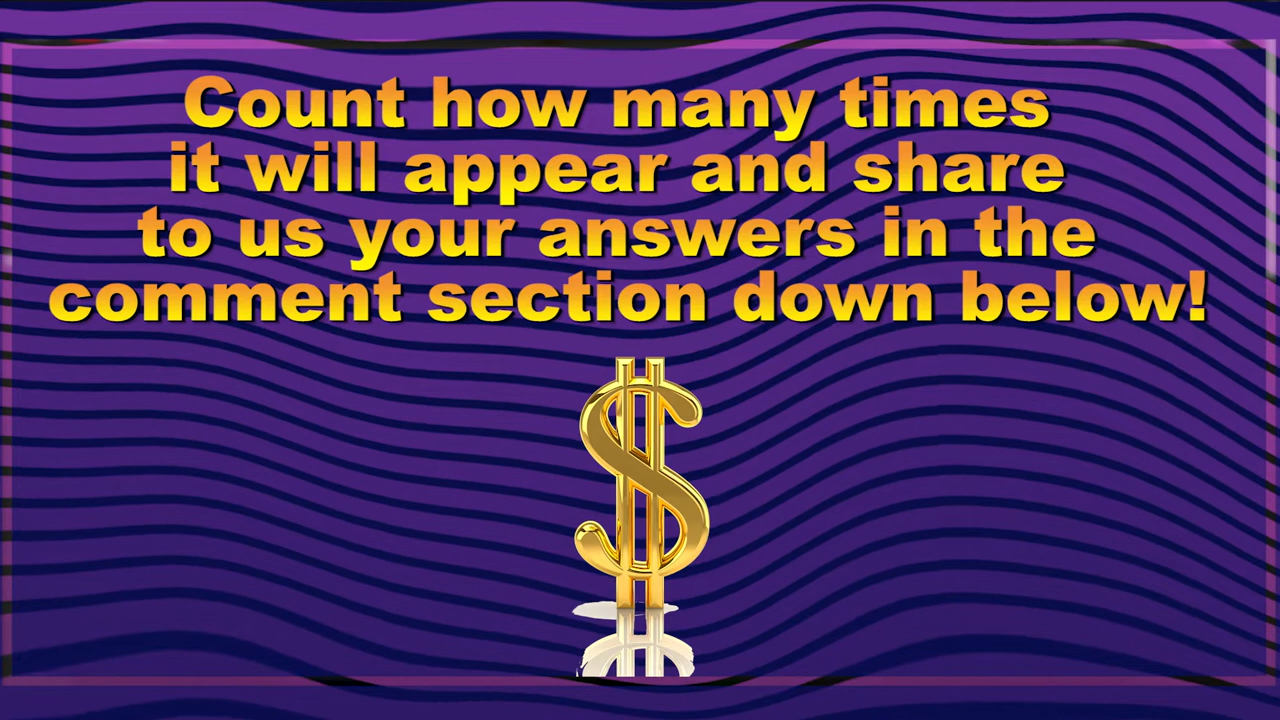 Count how many times
it will appear and share
to us your answers in the
comment section down below!
$